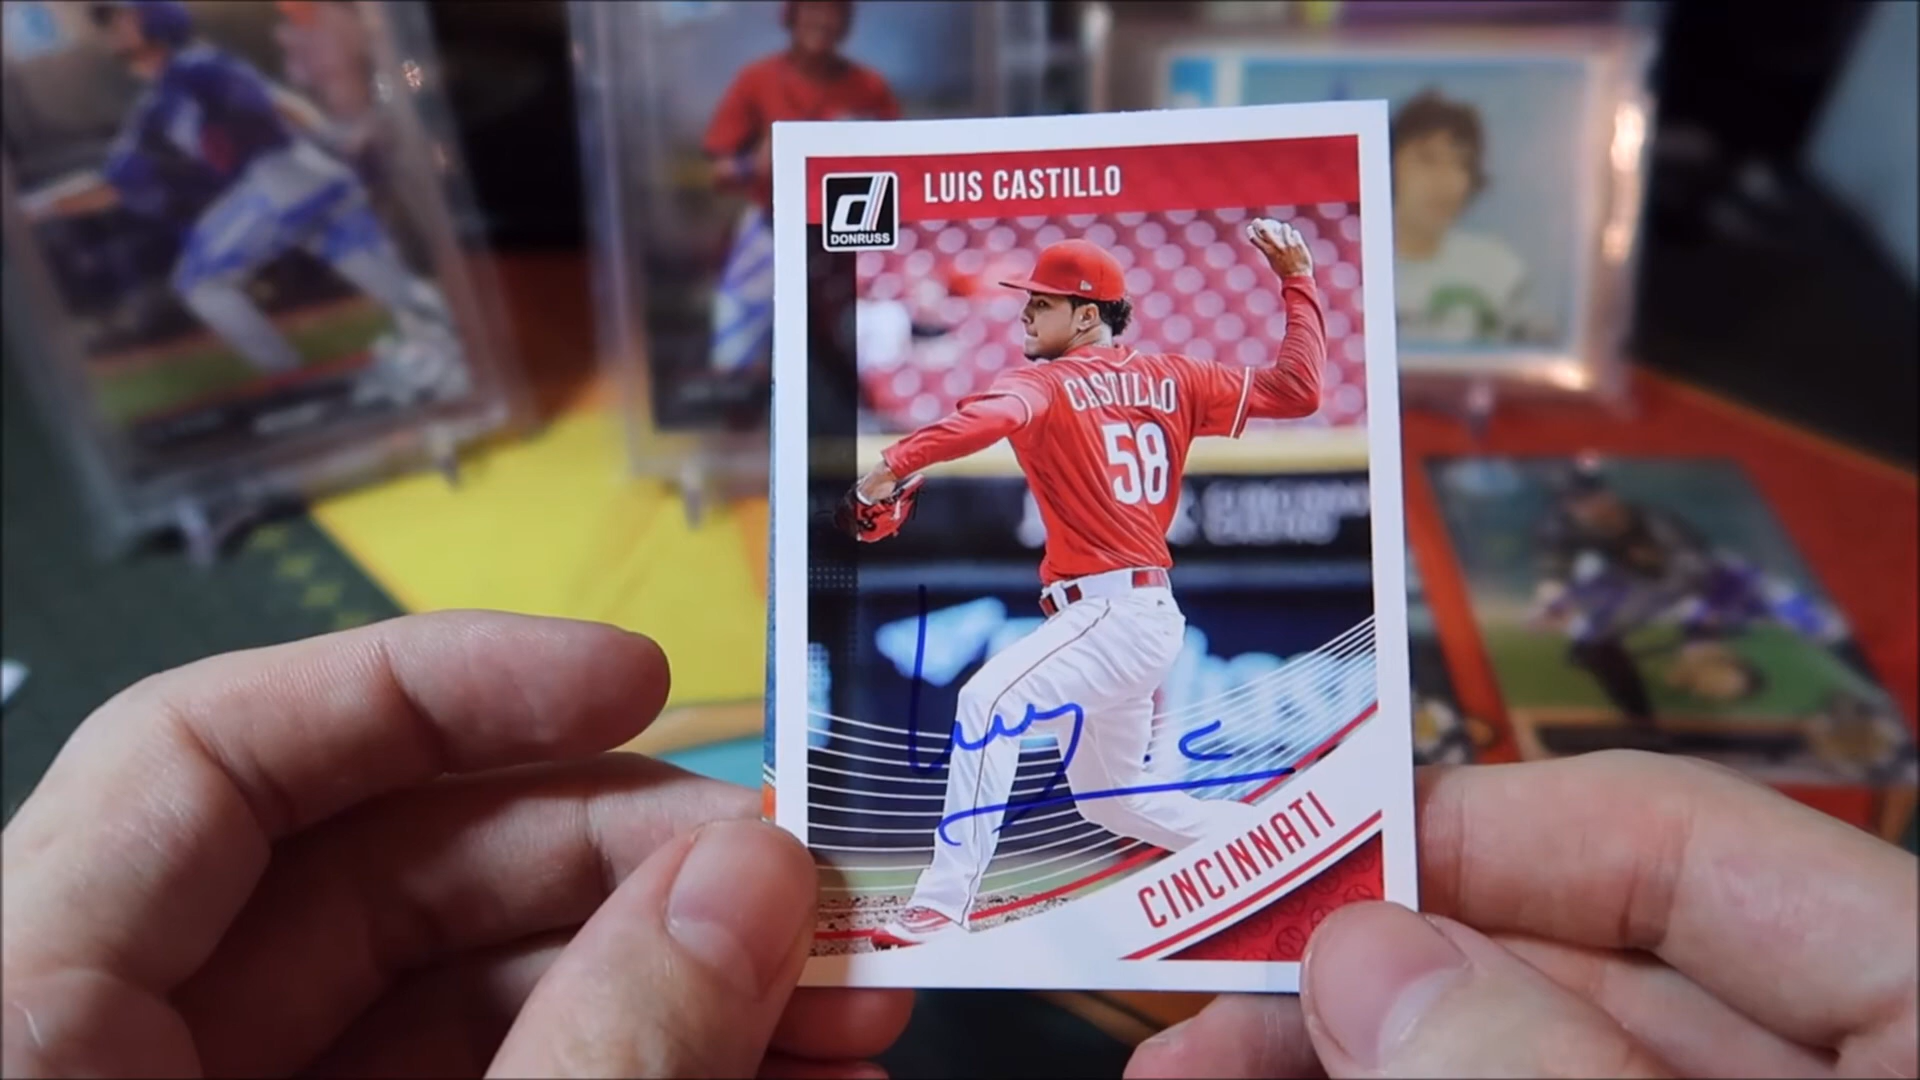 LUIS CASTILLO
DONRUSS
CASTILLO
58
CINCINNATI